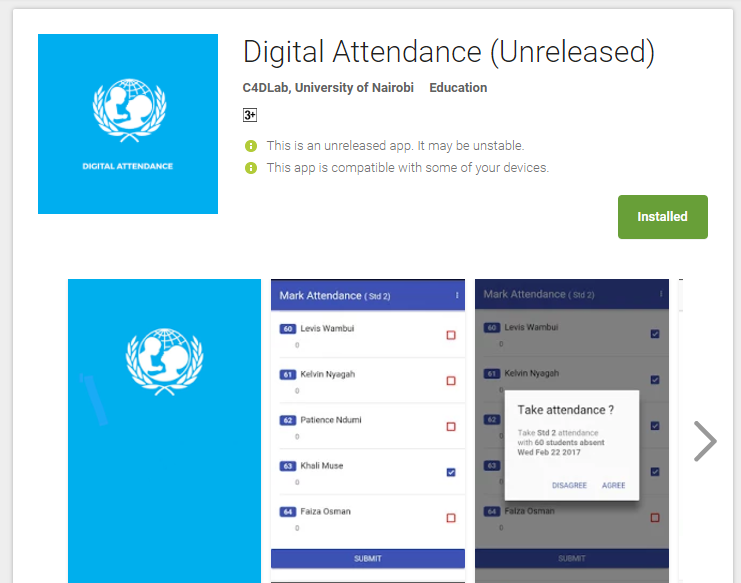 Digital Attendance (Unreleased)
C4DLab, University of Nairobi Education
3+
This is an unreleased app. It may be unstable.
This app is compatible with some of your devices.
DIGITAL ATTENDANCE
Installed
Mark Attendance ( Std 2)
60 Levis Wambui
0
61 Kelvin Nyagah
0
62 Patience Ndumi
0
63 Khali Muse
0
64 Faiza Osman
0
SUBMIT
Mark Attendance ( Std 2)
60 Levis Wambui
0
61 Kelvin Nyagah
62
63
64 Faiza Osman
0
Take attendance ?
Take Std 2 attendance
with 60 students absent
Wed Feb 22 2017
DISAGREE AGREE
SUBMIT